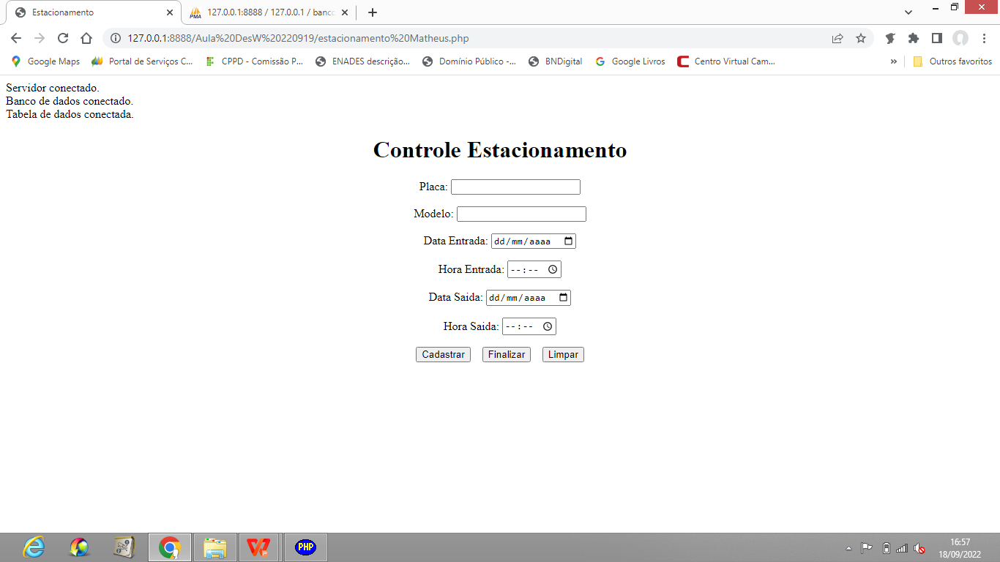 Estacionamento
PMA 127.0.0.1:8888 / 127.0.0.1 / banco
127.0.0.1:8888/Aula%20DesW%20220919/estacionamento%20Matheus.php
Google Maps Portal de Serviços C... CPPD - Comissão P... ENADES descrição... Domínio Público -... BNDigital Google Livros Centro Virtual Cam... » Outros favoritos
Servidor conectado.
Banco de dados conectado.
Tabela de dados conectada.
Controle Estacionamento
Placa:
Modelo:
Data Entrada: dd/mm/aaaa
Hora Entrada: --:--
Data Saida: dd/mm/aaaa
Hora Saida: --:--
Cadastrar Finalizar Limpar
PHP
16:57
18/09/2022